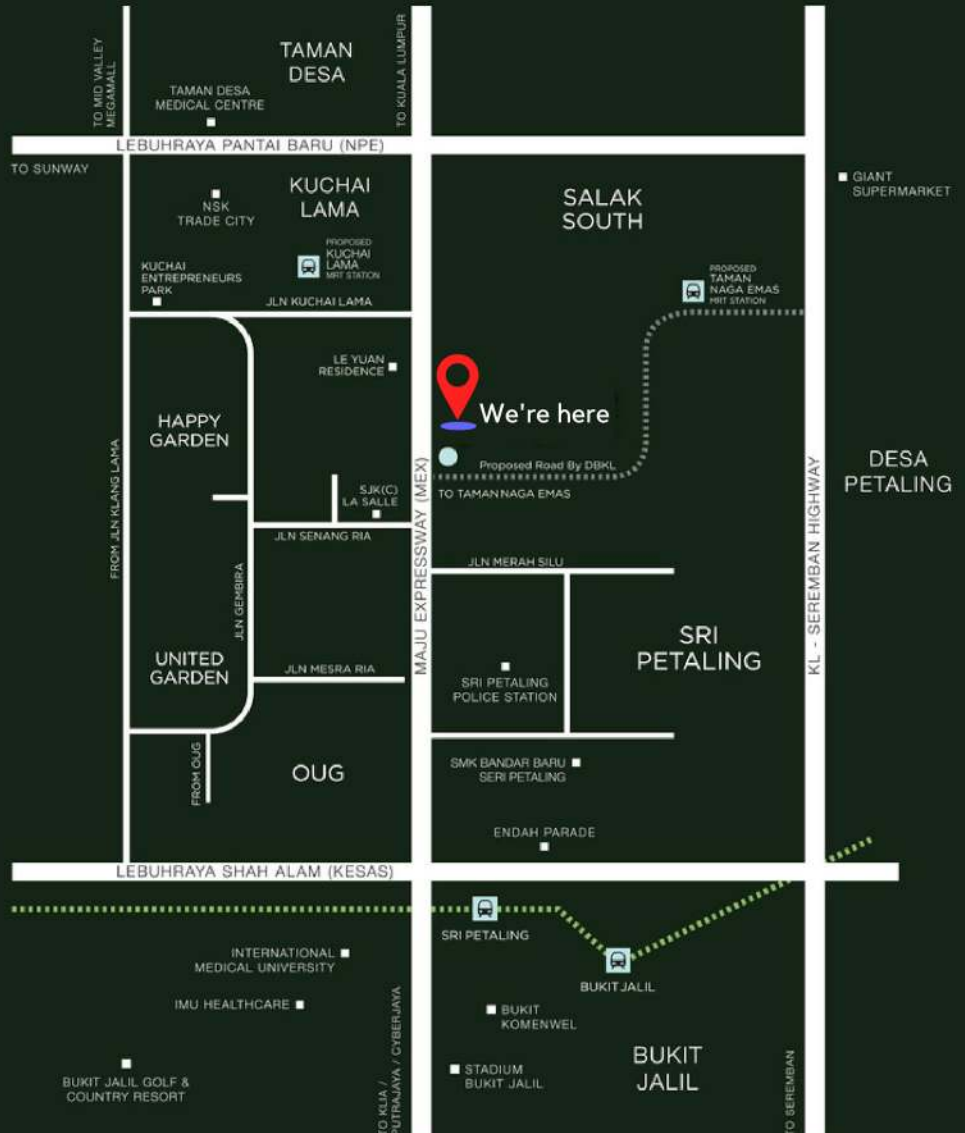 TO MID VALLEY
MEGAMALL
TAMAN
DESA
TO KUALA LUMPUR
TAMAN DESA
MEDICAL CENTRE
LEBUHRAYA PANTAI BARU (NPE)
TO SUNWAY
GIANT
SUPERMARKET
NSK
TRADE CITY
KUCHAI
LAMA
SALAK
SOUTH
PROPOSED
KUCHAI
LAMA
MRT STATION
KUCHAI
ENTREPRENEURS
PARK
PROPOSED
TAMAN
NAGA EMAS
MRT STATION
JLN KUCHAI LAMA
LE YUAN
RESIDENCE
We're here
HAPPY
GARDEN
FROM JLN KLANG LAMA
Proposed Road By DBKL
TO TAMAN NAGA EMAS
DESA
PETALING
SJK(C)
LA SALLE
JLN SENANG RIA
MAJU EXPRESSWAY (MEX)
KL - SEREMBAN HIGHWAY
JLN MERAH SILU
JLN GEMBIRA
SRI
PETALING
UNITED
GARDEN
JLN MESRA RIA
SRI PETALING
POLICE STATION
FROM OUG
OUG
SMK BANDAR BARU
SERI PETALING
ENDAH PARADE
LEBUHRAYA SHAH ALAM (KESAS)
SRI PETALING
INTERNATIONAL
MEDICAL UNIVERSITY
BUKIT JALIL
IMU HEALTHCARE
BUKIT
KOMENWEL
BUKIT
JALIL
STADIUM
BUKIT JALIL
BUKIT JALIL GOLF &
COUNTRY RESORT
TO KLIA /
PUTRAJAYA / CYBERJAYA
TO SEREMBAN